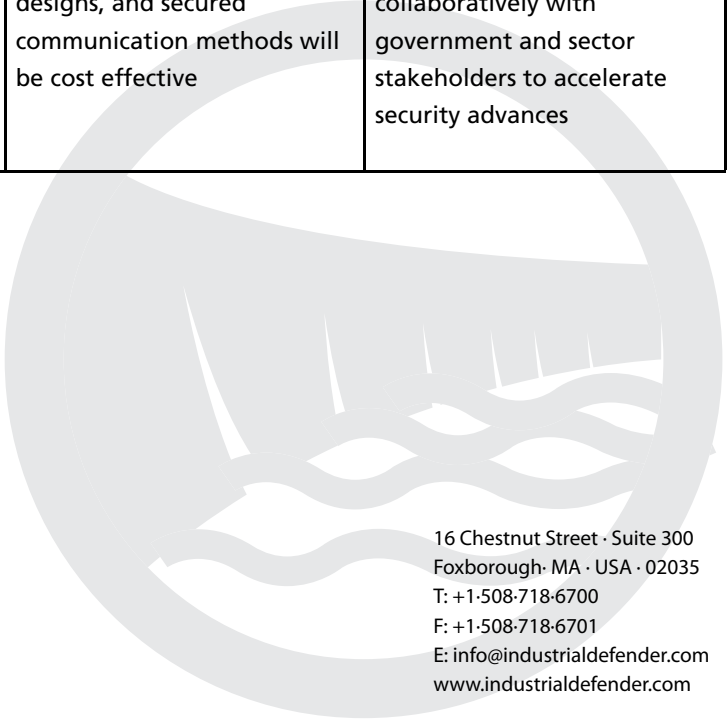 designs, and secured
communication methods will
be cost effective
collaboratively with
government and sector
stakeholders to accelerate
security advances
16 Chestnut Street · Suite 300
Foxborough· MA · USA · 02035
T: +1·508·718·6700
F: +1·508·718·6701
E: info@industrialdefender.com
www.industrialdefender.com